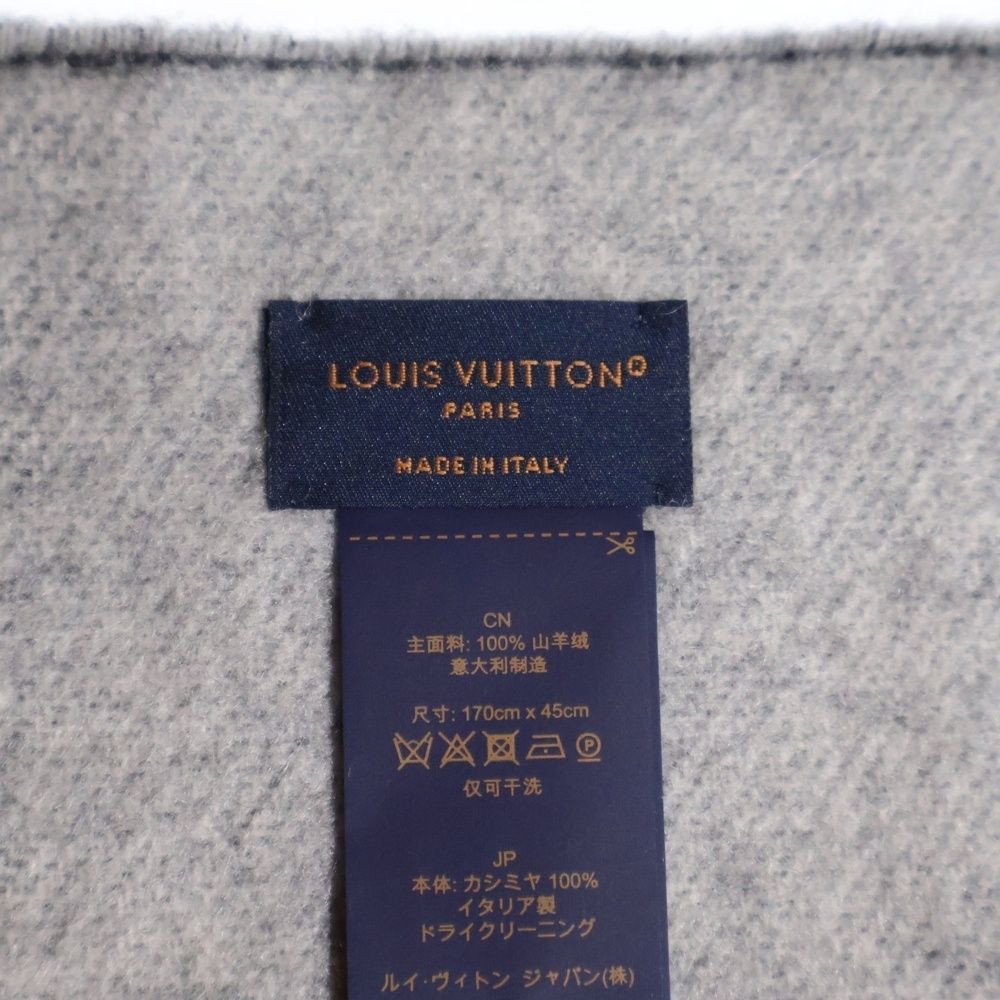 LOUIS VUITTON®
PARIS
MADE IN ITALY
CN
主面料: 100% 山羊绒
意大利制造
尺寸: 170cm x 45cm
P
仅可干洗
JP
本体: カシミヤ 100%
イタリア製
ドライクリーニング
ルイ·ヴィトン ジャパン(株)